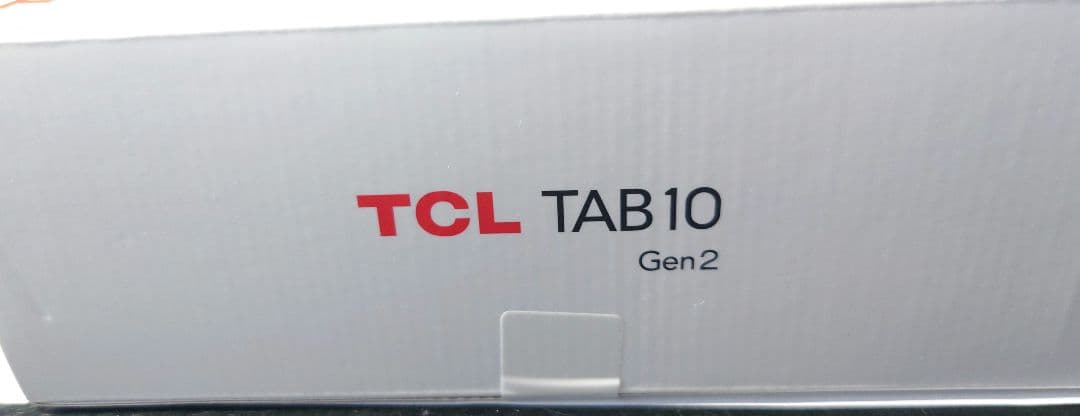 TCL TAB 10
Gen 2